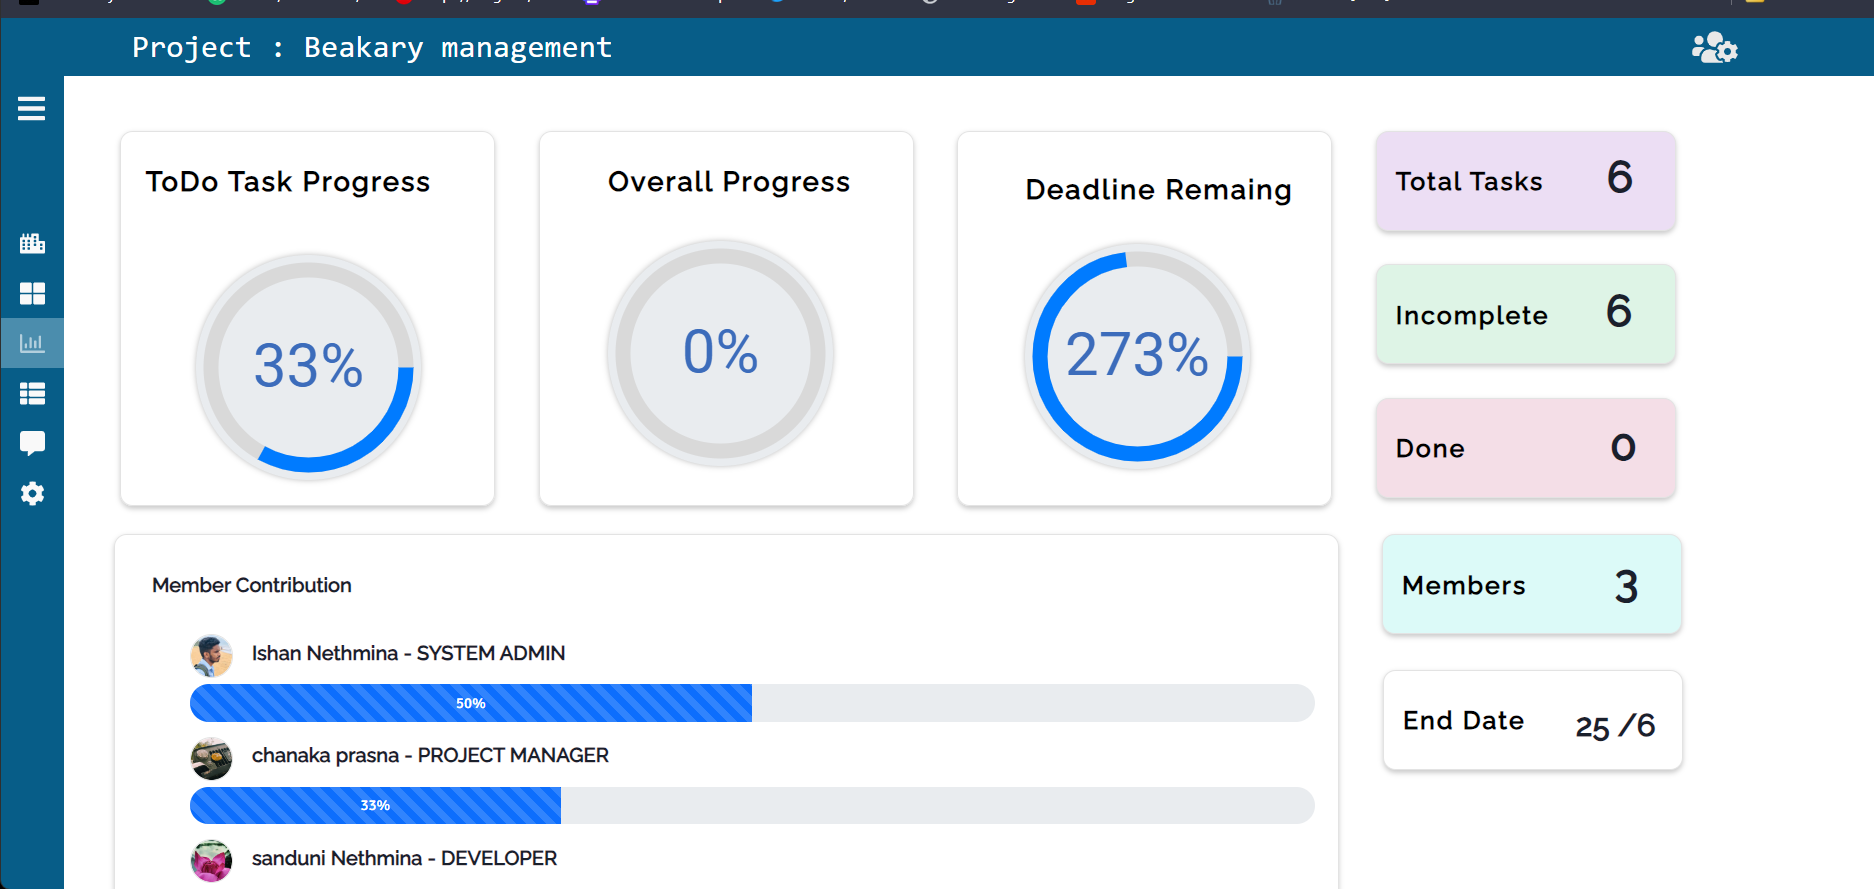 Project : Beakary management
ToDo Task Progress
33%
Overall Progress
0%
Deadline Remaing
273%
Total Tasks 6
Incomplete 6
Done 0
Members 3
End Date 25 /6
Member Contribution
Ishan Nethmina - SYSTEM ADMIN
50%
chanaka prasna - PROJECT MANAGER
33%
sanduni Nethmina - DEVELOPER